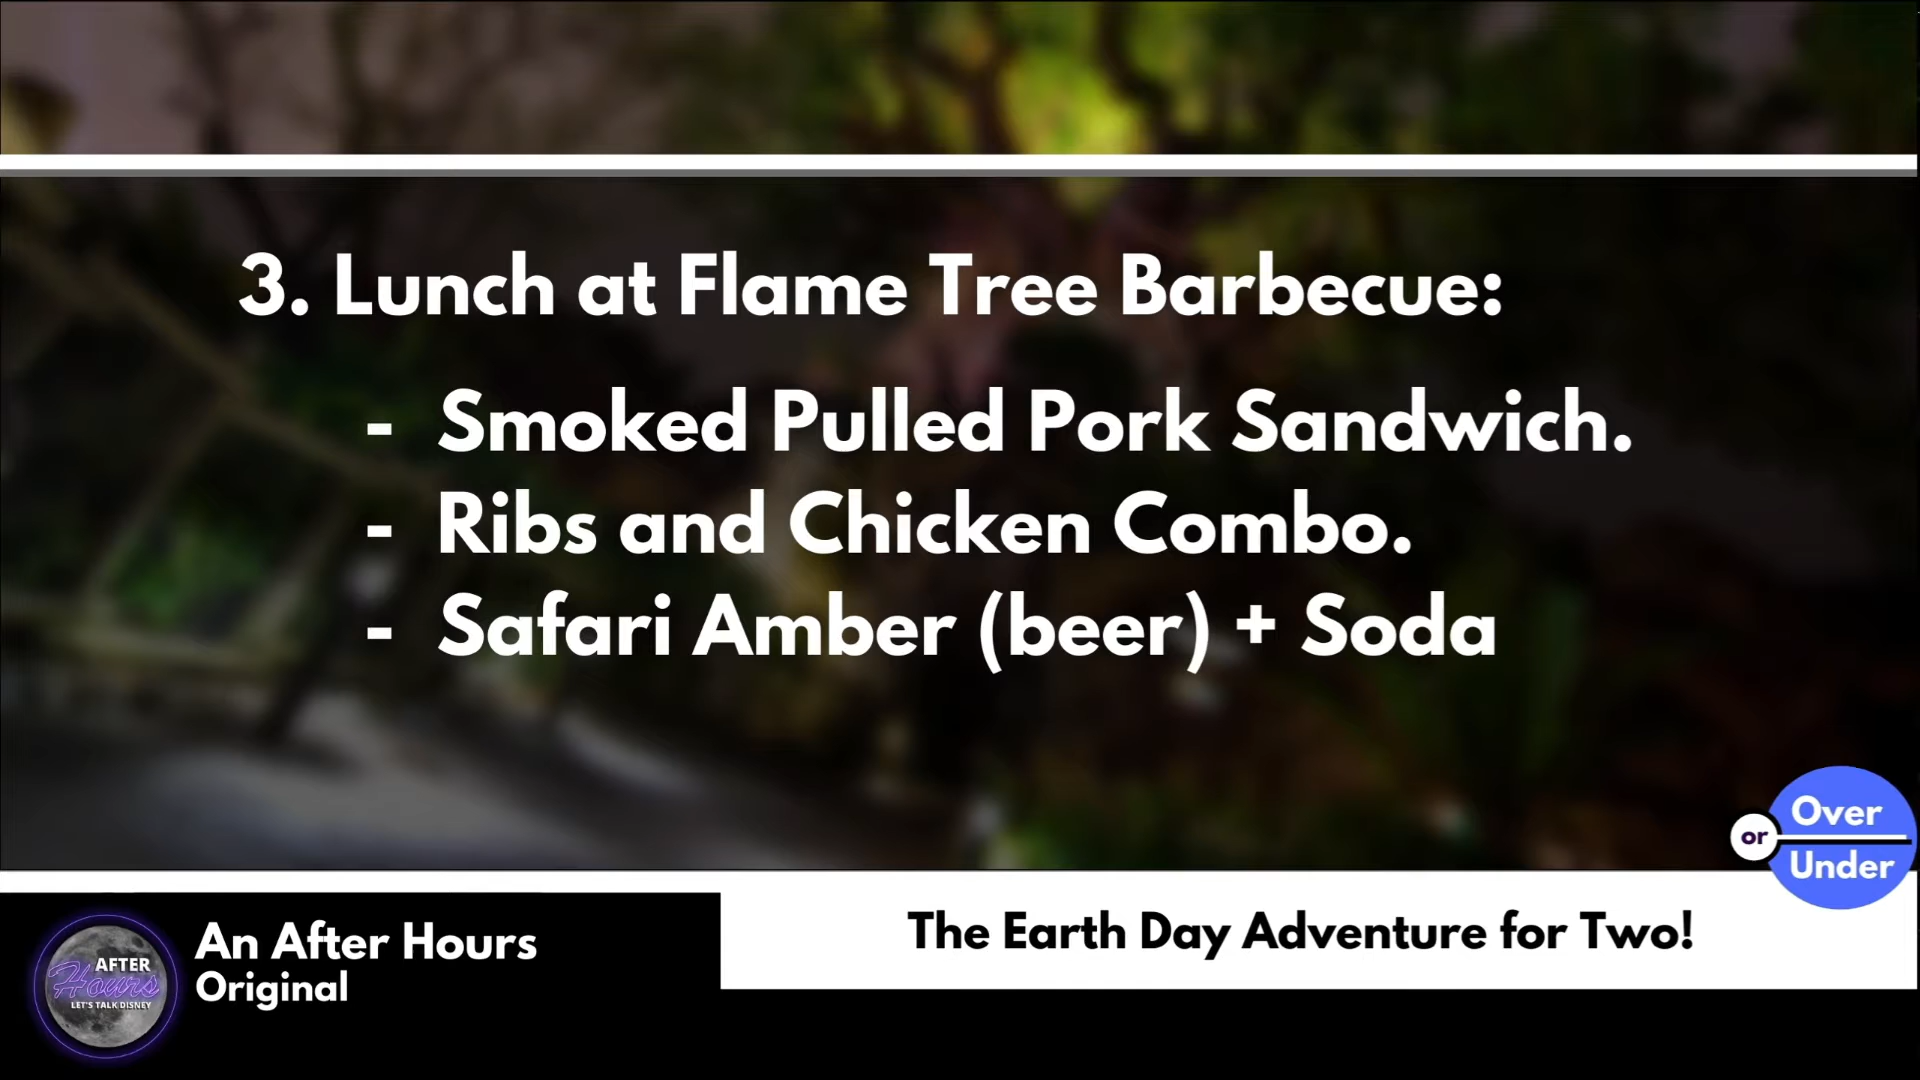 3. Lunch at Flame Tree Barbecue:
- Smoked Pulled Pork Sandwich.
- Ribs and Chicken Combo.
- Safari Amber (beer) + Soda
or
Over
Under
The Earth Day Adventure for Two!
An After Hours
Original
AFTER
Hours
LET'S TALK DISNEY